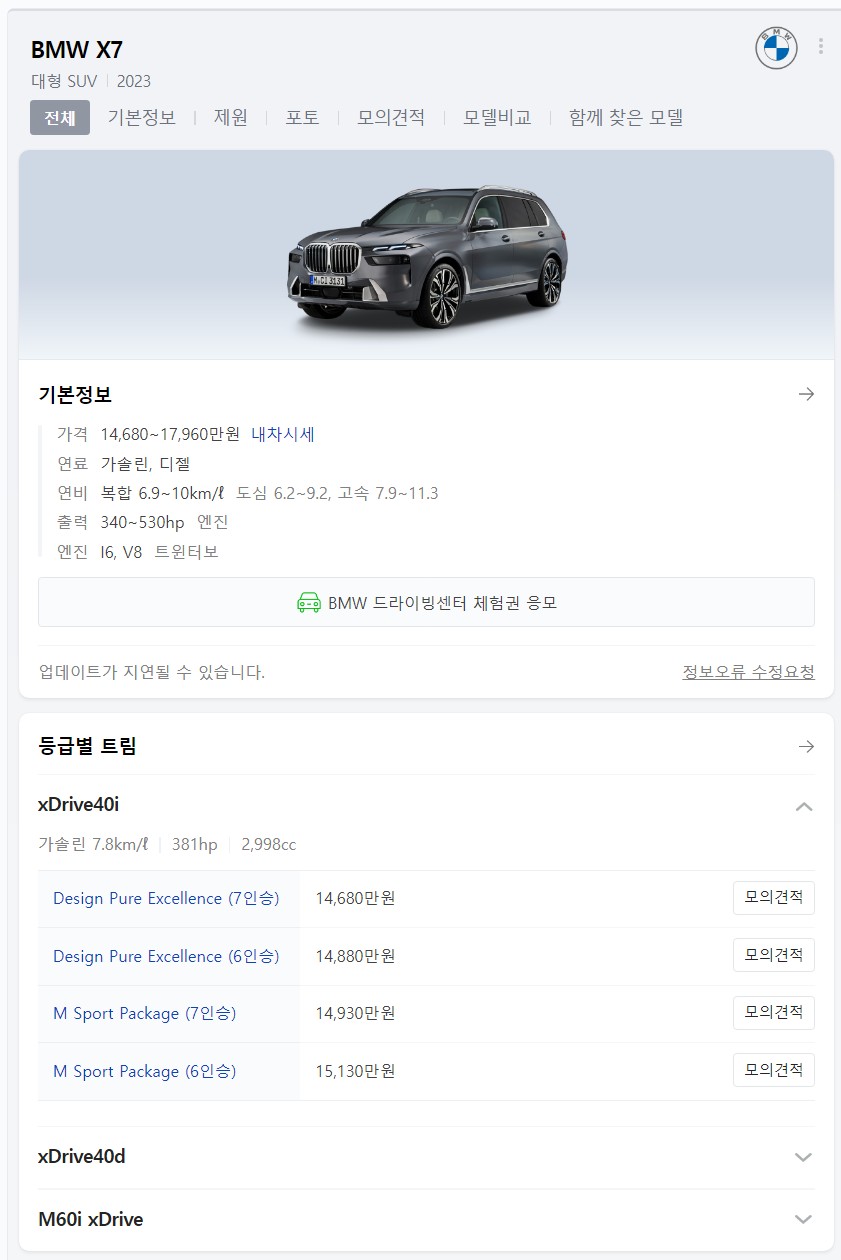 BMW X7
대형 SUV 2023
전체 기본정보 제원 포토 모의견적 모델비교 함께 찾은 모델
BMW
M·CI 3131
기본정보
가격 14,680~17,960만원 내차시세
연료 가솔린, 디젤
연비 복합 6.9~10km/ℓ 도심 6.2~9.2, 고속 7.9~11.3
출력 340~530hp 엔진
엔진 I6, V8 트윈터보
BMW 드라이빙센터 체험권 응모
업데이트가 지연될 수 있습니다. 정보오류 수정요청
등급별 트림
xDrive40i
가솔린 7.8km/ℓ 381hp 2,998cc
Design Pure Excellence (7인승) 14,680만원 모의견적
Design Pure Excellence (6인승) 14,880만원 모의견적
M Sport Package (7인승) 14,930만원 모의견적
M Sport Package (6인승) 15,130만원 모의견적
xDrive40d
M60i xDrive